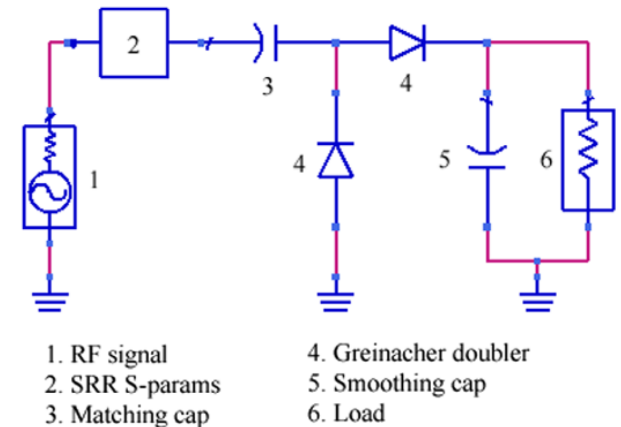 2
3
4
1
4
5
6
1. RF signal
2. SRR S-params
3. Matching cap
4. Greinacher doubler
5. Smoothing cap
6. Load